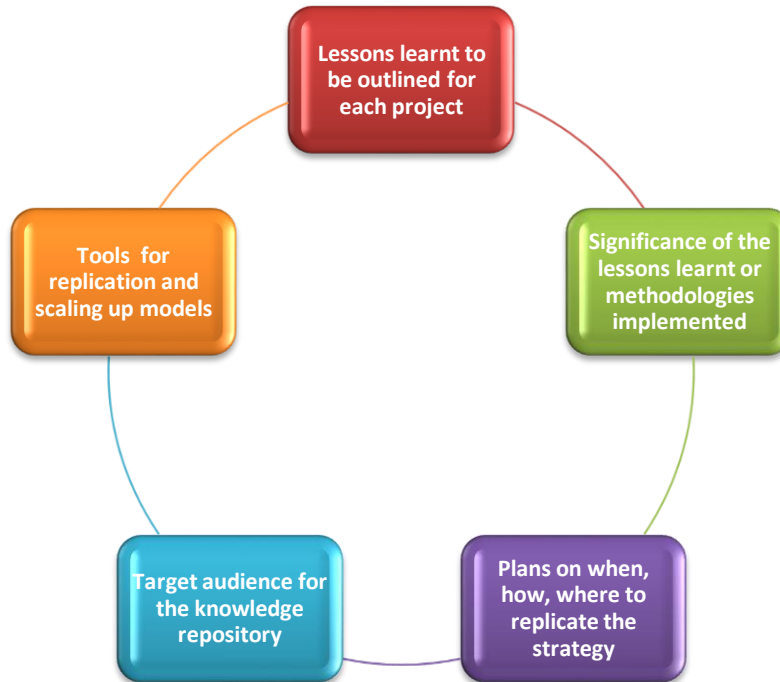 Lessons learnt to
be outlined for
each project
Significance of the
lessons learnt or
methodologies
implemented
Plans on when,
how, where to
replicate the
strategy
Target audience for
the knowledge
repository
Tools for
replication and
scaling up models